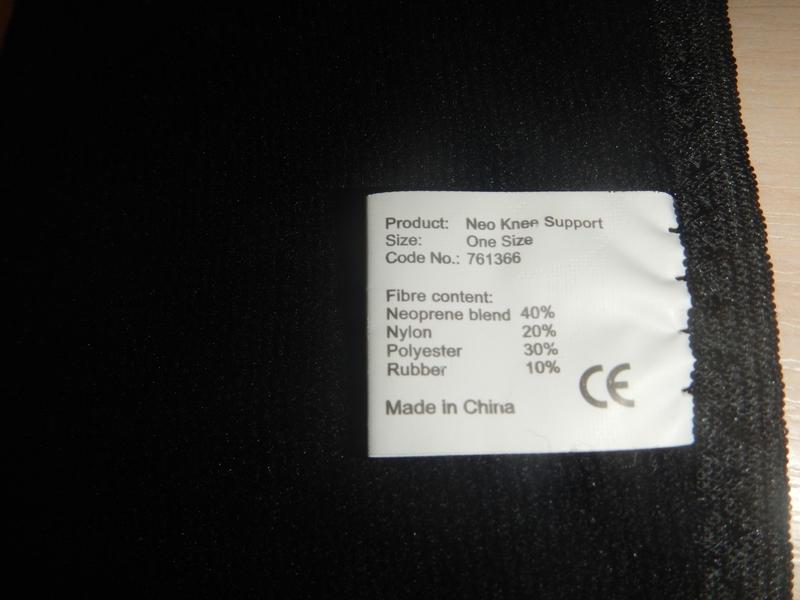 Product: Neo Knee Support
Size: One Size
Code No.: 761366
Fibre content:
Neoprene blend 40%
Nylon 20%
Polyester 30%
Rubber 10%
CE
Made in China